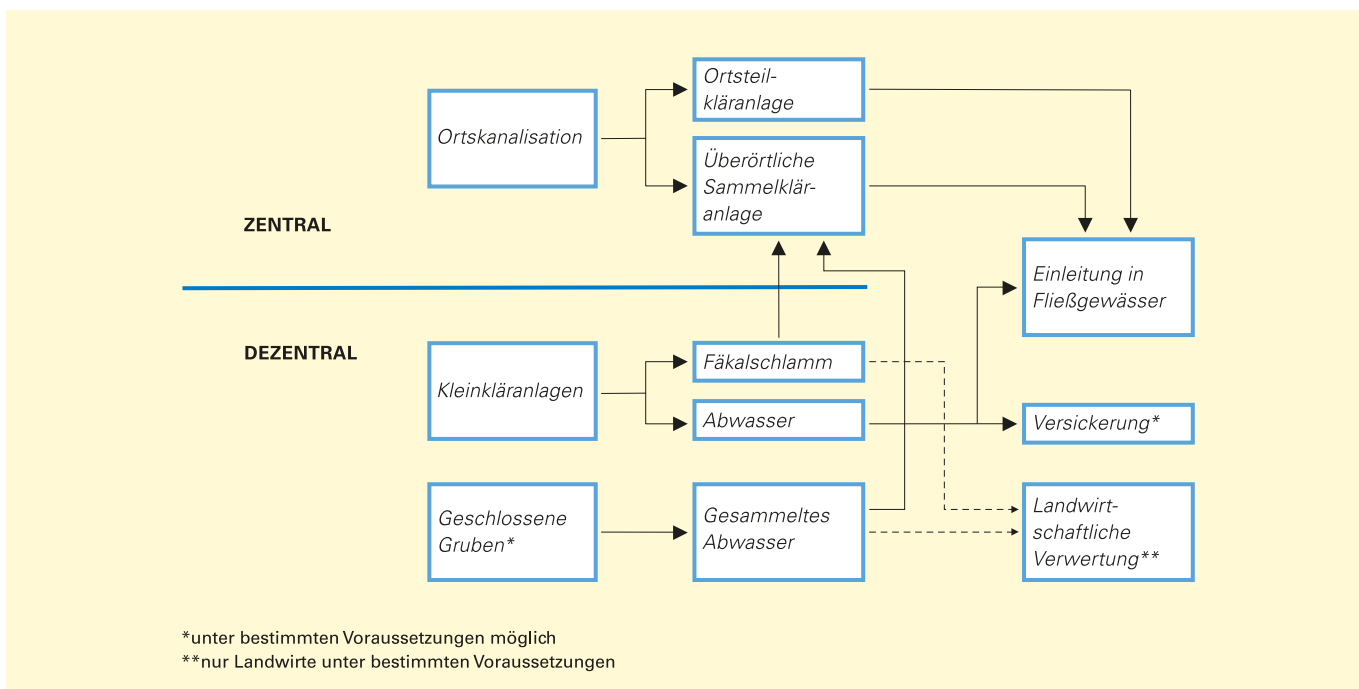 Ortsteil-
kläranlage
Ortskanalisation
Überörtliche
Sammelklär-
anlage
ZENTRAL
Einleitung in
Fließgewässer
DEZENTRAL
Kleinkläranlagen
Fäkalschlamm
Abwasser
Versickerung*
Geschlossene
Gruben*
Gesammeltes
Abwasser
Landwirt-
schaftliche
Verwertung**
*unter bestimmten Voraussetzungen möglich
**nur Landwirte unter bestimmten Voraussetzungen